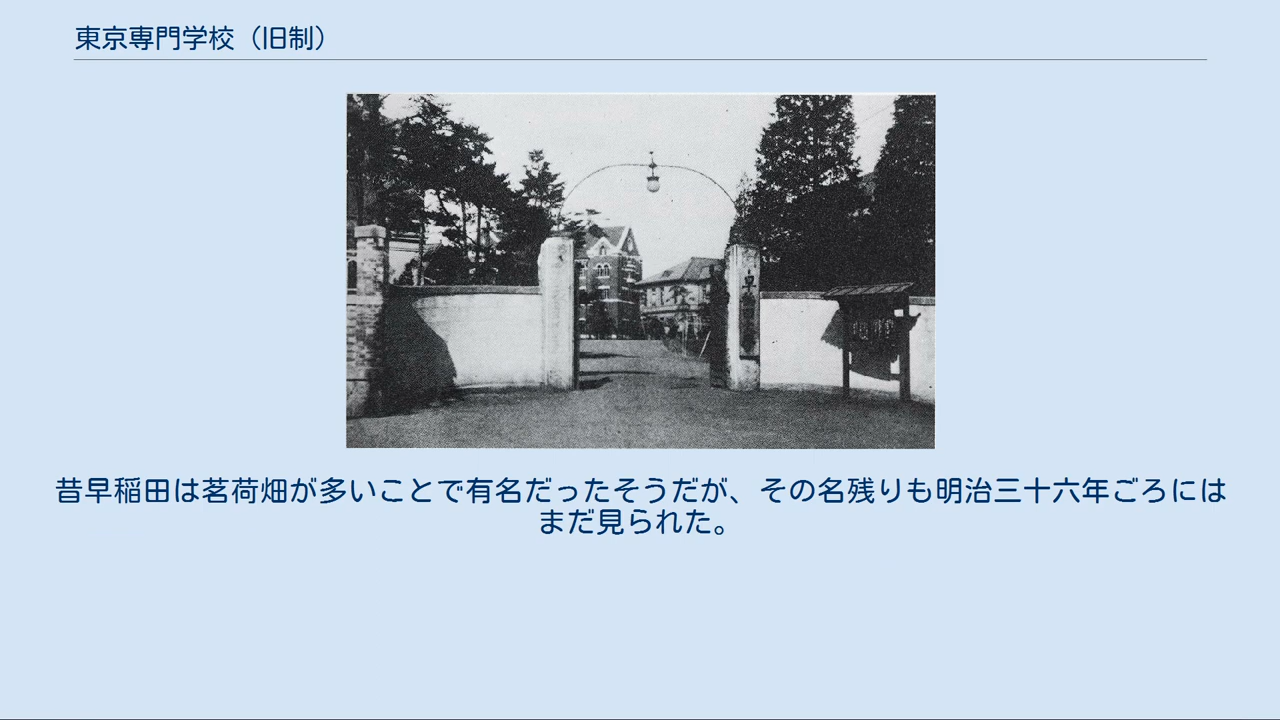 東京専門学校（旧制）
早
昔早稲田は茗荷畑が多いことで有名だったそうだが、その名残りも明治三十六年ごろには
まだ見られた。